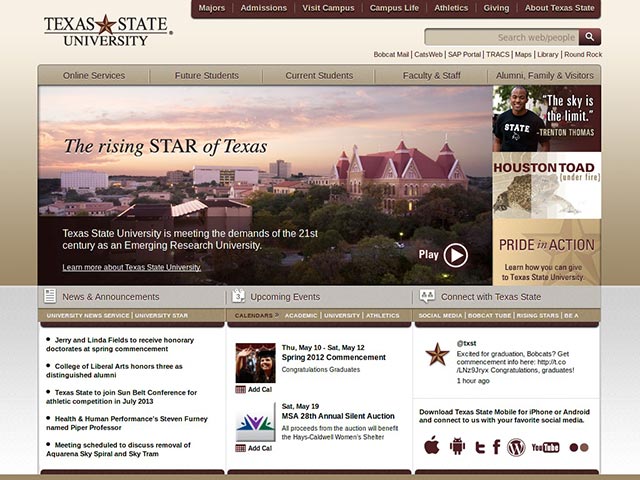 TEXAS STATE
UNIVERSITY®
Majors Admissions Visit Campus Campus Life Athletics Giving About Texas State
Search web/people
Bobcat Mail | CatsWeb | SAP Portal | TRACS | Maps | Library | Round Rock
Online Services Future Students Current Students Faculty & Staff Alumni, Family & Visitors
The rising STAR of Texas
Texas State University is meeting the demands of the 21st
century as an Emerging Research University.
Learn more about Texas State University.
Play
"The sky is
the limit."
-TRENTON THOMAS
STATE
HOUSTON TOAD
(under fire)
PRIDE in ACTION
Learn how you can give
to Texas State University.
News & Announcements
UNIVERSITY NEWS SERVICE | UNIVERSITY STAR
Jerry and Linda Fields to receive honorary
doctorates at spring commencement
College of Liberal Arts honors three as
distinguished alumni
Texas State to join Sun Belt Conference for
athletic competition in July 2013
Health & Human Performance's Steven Furney
named Piper Professor
Meeting scheduled to discuss removal of
Aquarena Sky Spiral and Sky Tram
3
Upcoming Events
CALENDARS » ACADEMIC | UNIVERSITY | ATHLETICS
Thu, May 10 - Sat, May 12
Spring 2012 Commencement
Congratulations Graduates
Add Cal
Sat, May 19
MSA 28th Annual Silent Auction
All proceeds from the auction will benefit
the Hays-Caldwell Women's Shelter
Add Cal
Connect with Texas State
SOCIAL MEDIA | BOBCAT TUBE | RISING STARS | BE A
@txst
Excited for graduation, Bobcats? Get
commencement info here: http://t.co
/LNz9Jryx Congratulations, graduates!
1 hour ago
Download Texas State Mobile for iPhone or Android
and connect to us with your favorite social media.
You Tube